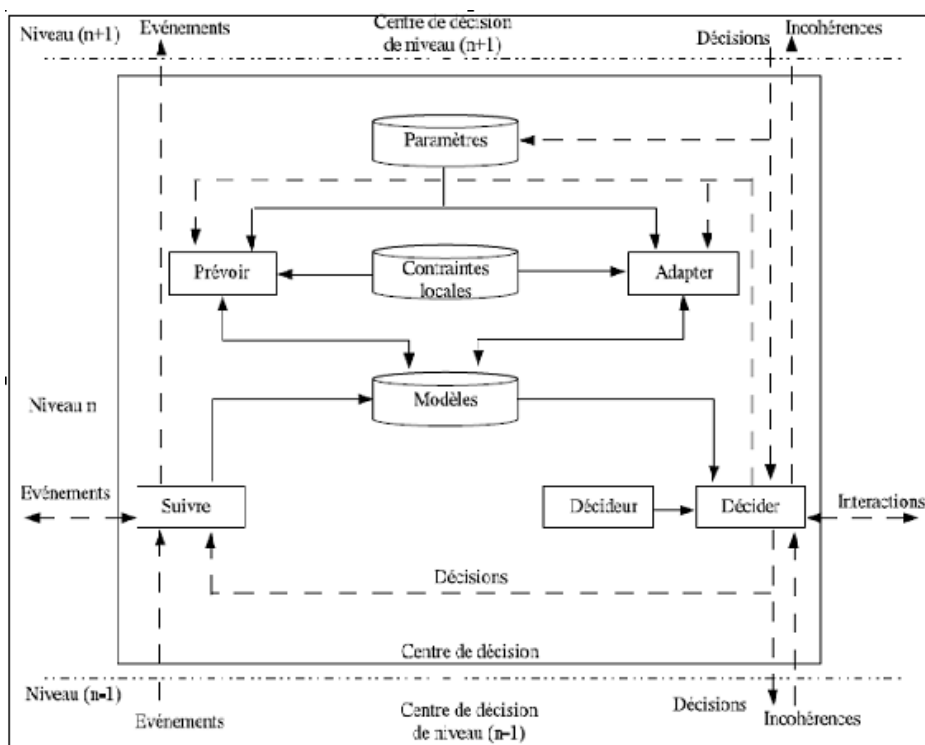 Niveau (n+1)
Evénements
Centre de décision
de niveau (n+1)
Décisions
Incohérences
Paramètres
Prévoir
Contraintes
locales
Adapter
Modèles
Niveau n
Evénements
Suivre
Décideur
Décider
Interactions
Décisions
Centre de décision
Niveau (n-1)
Evénements
Centre de décision
de niveau (n-1)
Décisions
Incohérences